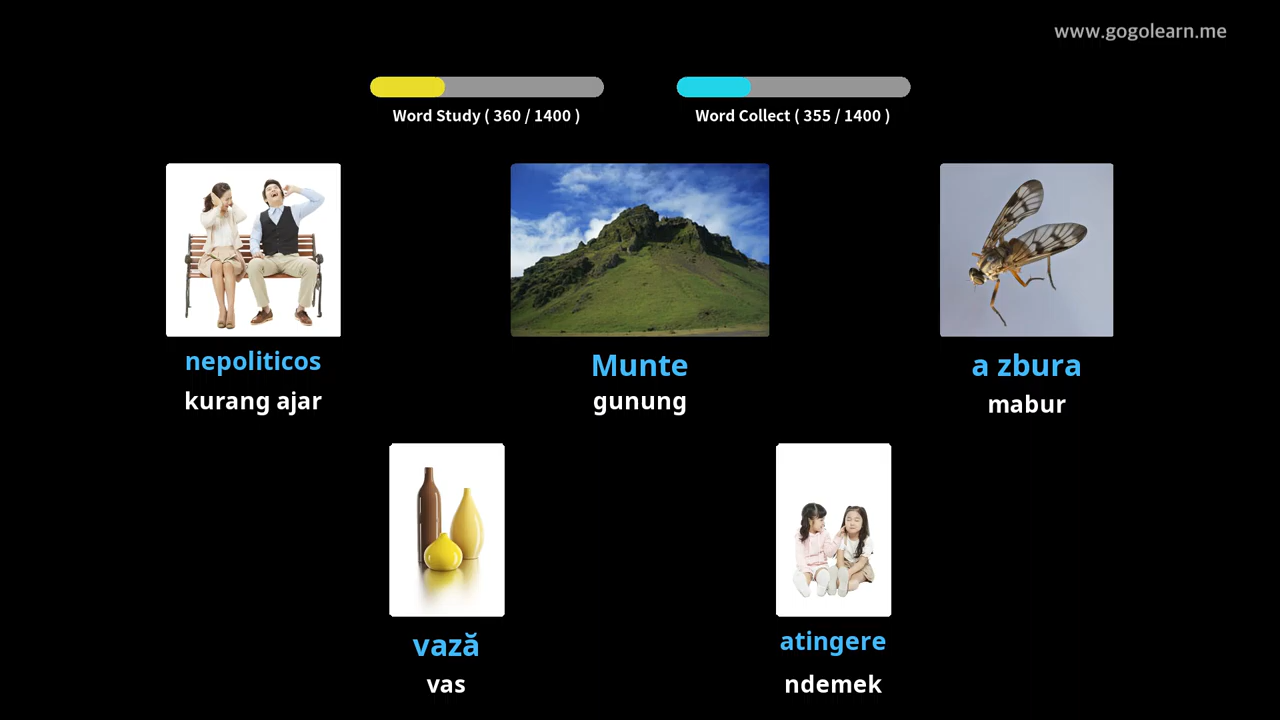 www.gogolearn.me
Word Study ( 360 / 1400 )
Word Collect ( 355 / 1400 )
nepoliticos
kurang ajar
Munte
gunung
a zbura
mabur
vază
vas
atingere
ndemek